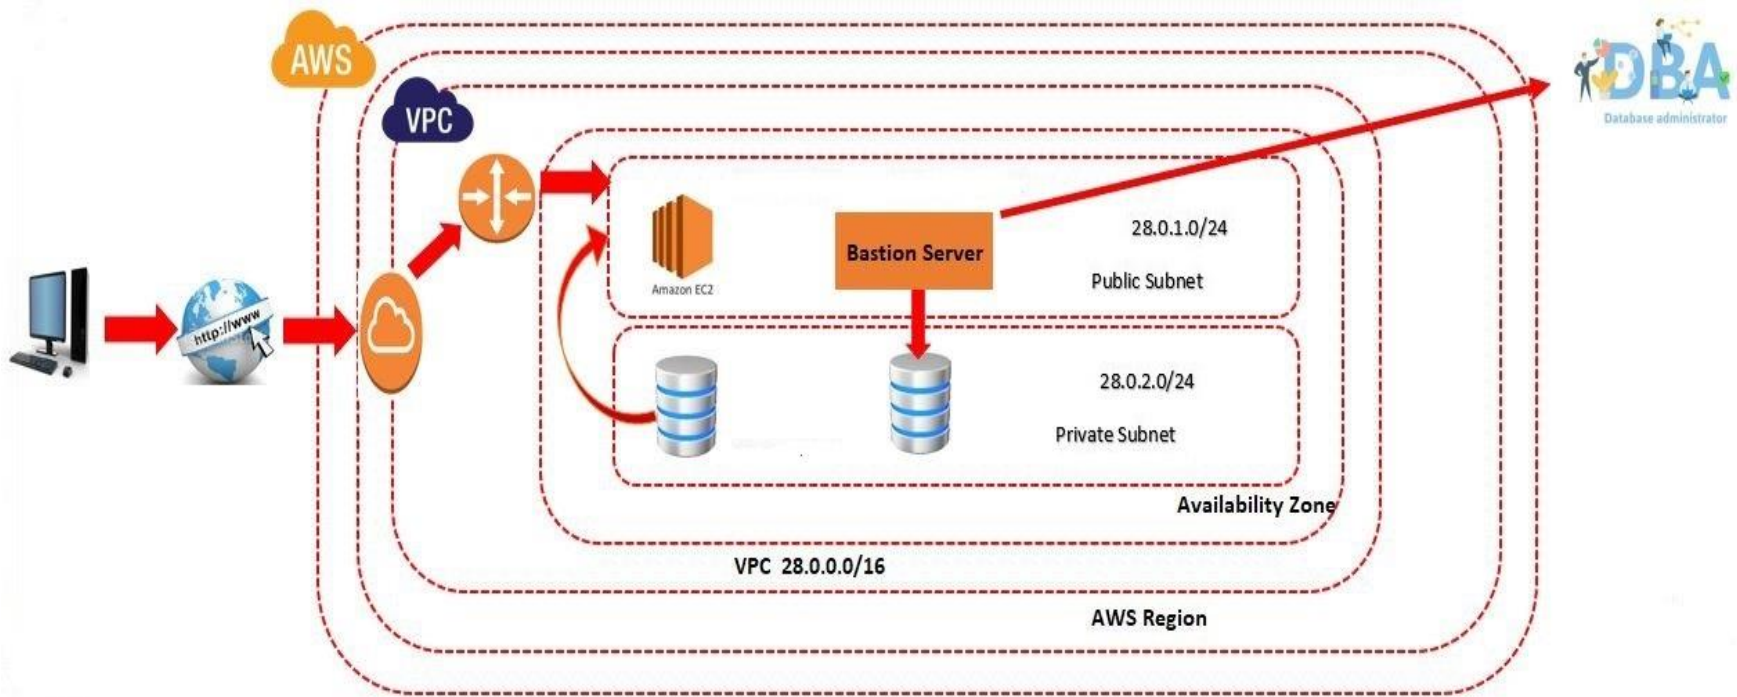 AWS
VPC
DBA
Database administrator
http://www
Amazon EC2
Bastion Server
28.0.1.0/24
Public Subnet
28.0.2.0/24
Private Subnet
Availability Zone
VPC 28.0.0.0/16
AWS Region